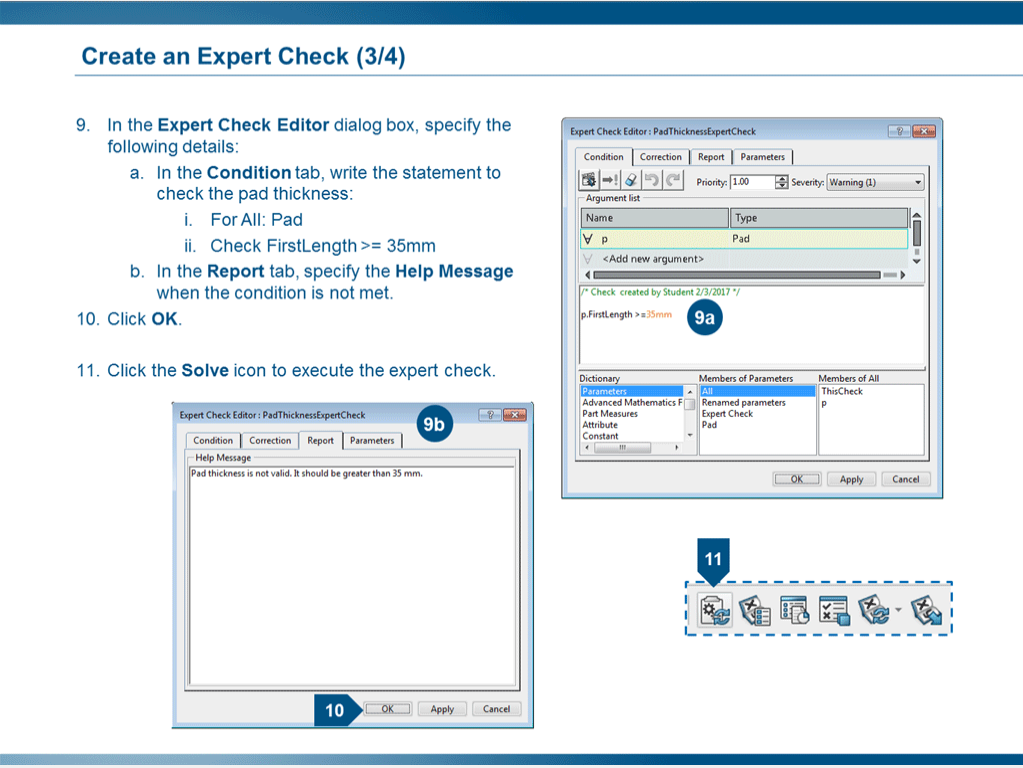 Create an Expert Check (3/4)
9. In the Expert Check Editor dialog box, specify the
following details:
a. In the Condition tab, write the statement to
check the pad thickness:
i. For All: Pad
ii. Check FirstLength >= 35mm
b. In the Report tab, specify the Help Message
when the condition is not met.
10. Click OK.
11. Click the Solve icon to execute the expert check.
Expert Check Editor : PadThicknessExpertCheck
Condition Correction Report Parameters
Priority: 1.00 Severity: Warning (1)
Argument list
Name Type
∀ p Pad
∀ <Add new argument>
/* Check created by Student 2/3/2017 */
p.FirstLength >=35mm
9a
Dictionary Members of Parameters Members of All
Parameters All ThisCheck
Advanced Mathematics F Renamed parameters p
Part Measures Expert Check
Attribute Pad
Constant
OK Apply Cancel
Expert Check Editor : PadThicknessExpertCheck
9b
Condition Correction Report Parameters
Help Message
Pad thickness is not valid. It should be greater than 35 mm.
10 OK Apply Cancel
11